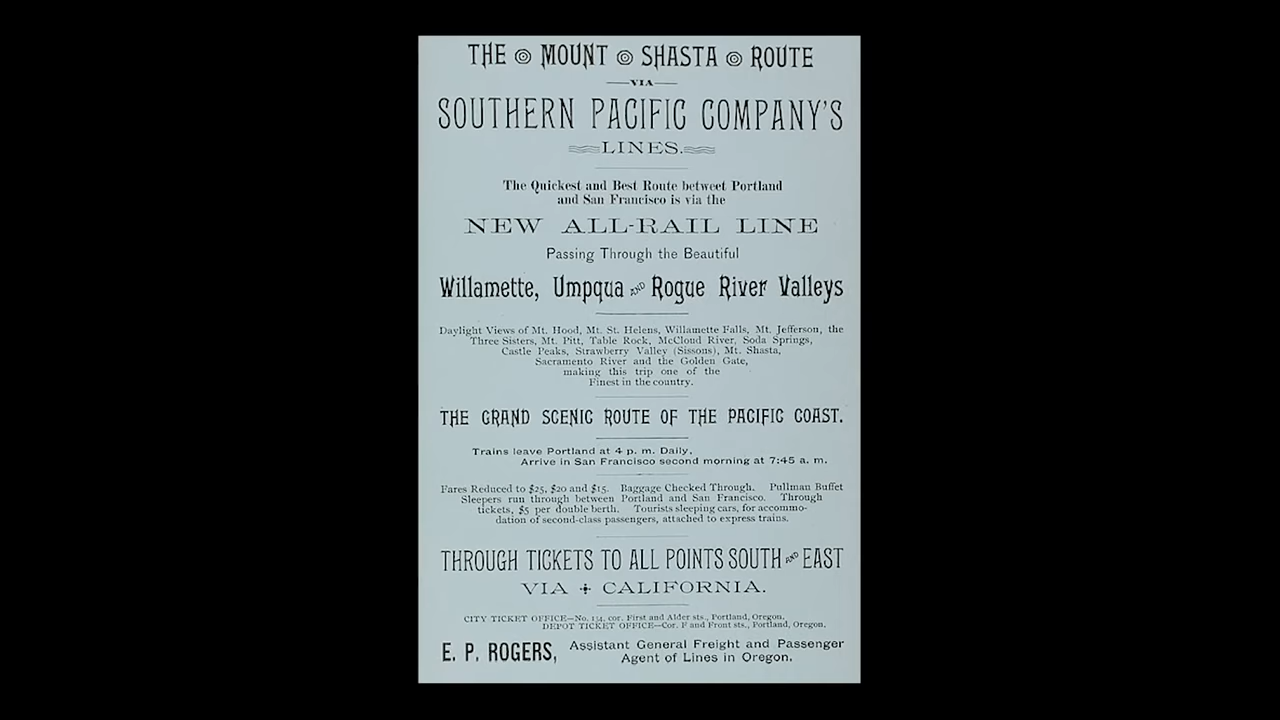 THE MOUNT SHASTA ROUTE
VIA
SOUTHERN PACIFIC COMPANY'S
LINES.
The Quickest and Best Route betweet Portland
and San Francisco is via the
NEW ALL-RAIL LINE
Passing Through the Beautiful
Willamette, Umpqua AND Rogue River Valleys
Daylight Views of Mt. Hood, Mt. St. Helens, Willamette Falls, Mt. Jefferson, the
Three Sisters, Mt. Pitt, Table Rock, McCloud River, Soda Springs,
Castle Peaks, Strawberry Valley (Sissons), Mt. Shasta,
Sacramento River and the Golden Gate,
making this trip one of the
Finest in the country.
THE GRAND SCENIC ROUTE OF THE PACIFIC COAST.
Trains leave Portland at 4 p. m. Daily,
Arrive in San Francisco second morning at 7:45 a. m.
Fares Reduced to $25, $20 and $15. Baggage Checked Through. Pullman Buffet
Sleepers run through between Portland and San Francisco. Through
tickets, $5 per double berth. Tourists sleeping cars, for accommo-
dation of second-class passengers, attached to express trains.
THROUGH TICKETS TO ALL POINTS SOUTH AND EAST
VIA CALIFORNIA.
CITY TICKET OFFICE—No. 134, cor. First and Alder sts., Portland, Oregon.
DEPOT TICKET OFFICE—Cor. F and Front sts., Portland, Oregon.
E. P. ROGERS, Assistant General Freight and Passenger
Agent of Lines in Oregon.